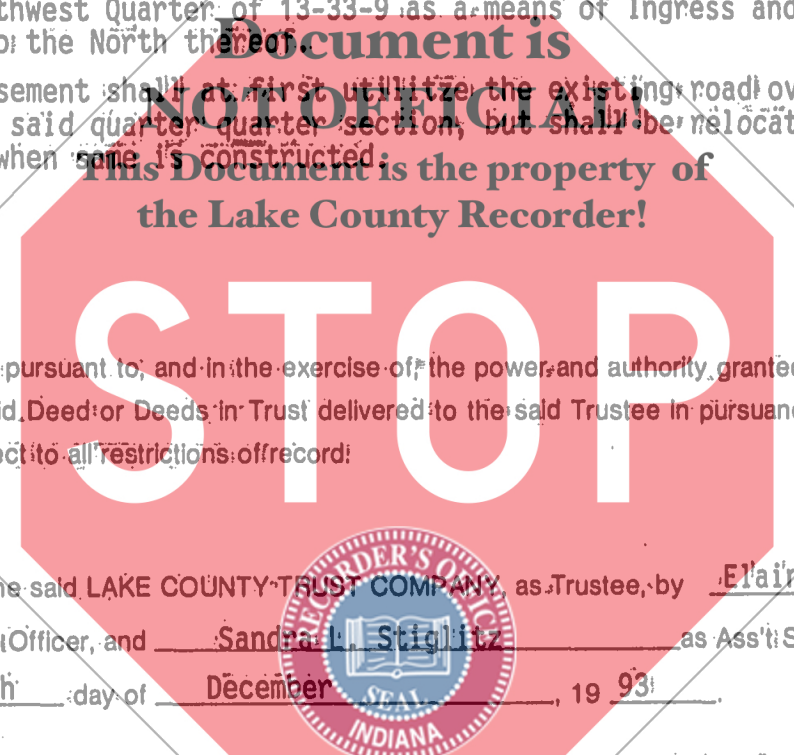 thwest Quarter of 13-33-9 as a means of Ingress and
the North thereof.
Document is
sement shall at first utilitze the existing road ov
NOT OFFICIAL!
said quarter quarter section, but shall be relocat
when same is constructed.
This Document is the property of
the Lake County Recorder!
STOP
pursuant to, and in the exercise of, the power and authority granted
id Deed or Deeds in Trust delivered to the said Trustee in pursuan
ect to all restrictions of record.
he said LAKE COUNTY TRUST COMPANY, as Trustee, by Elain
Officer, and Sandra L. Stiglitz as Ass't S
h day of December, 19 93.
RECORDER'S OFFICE
SEAL
INDIANA